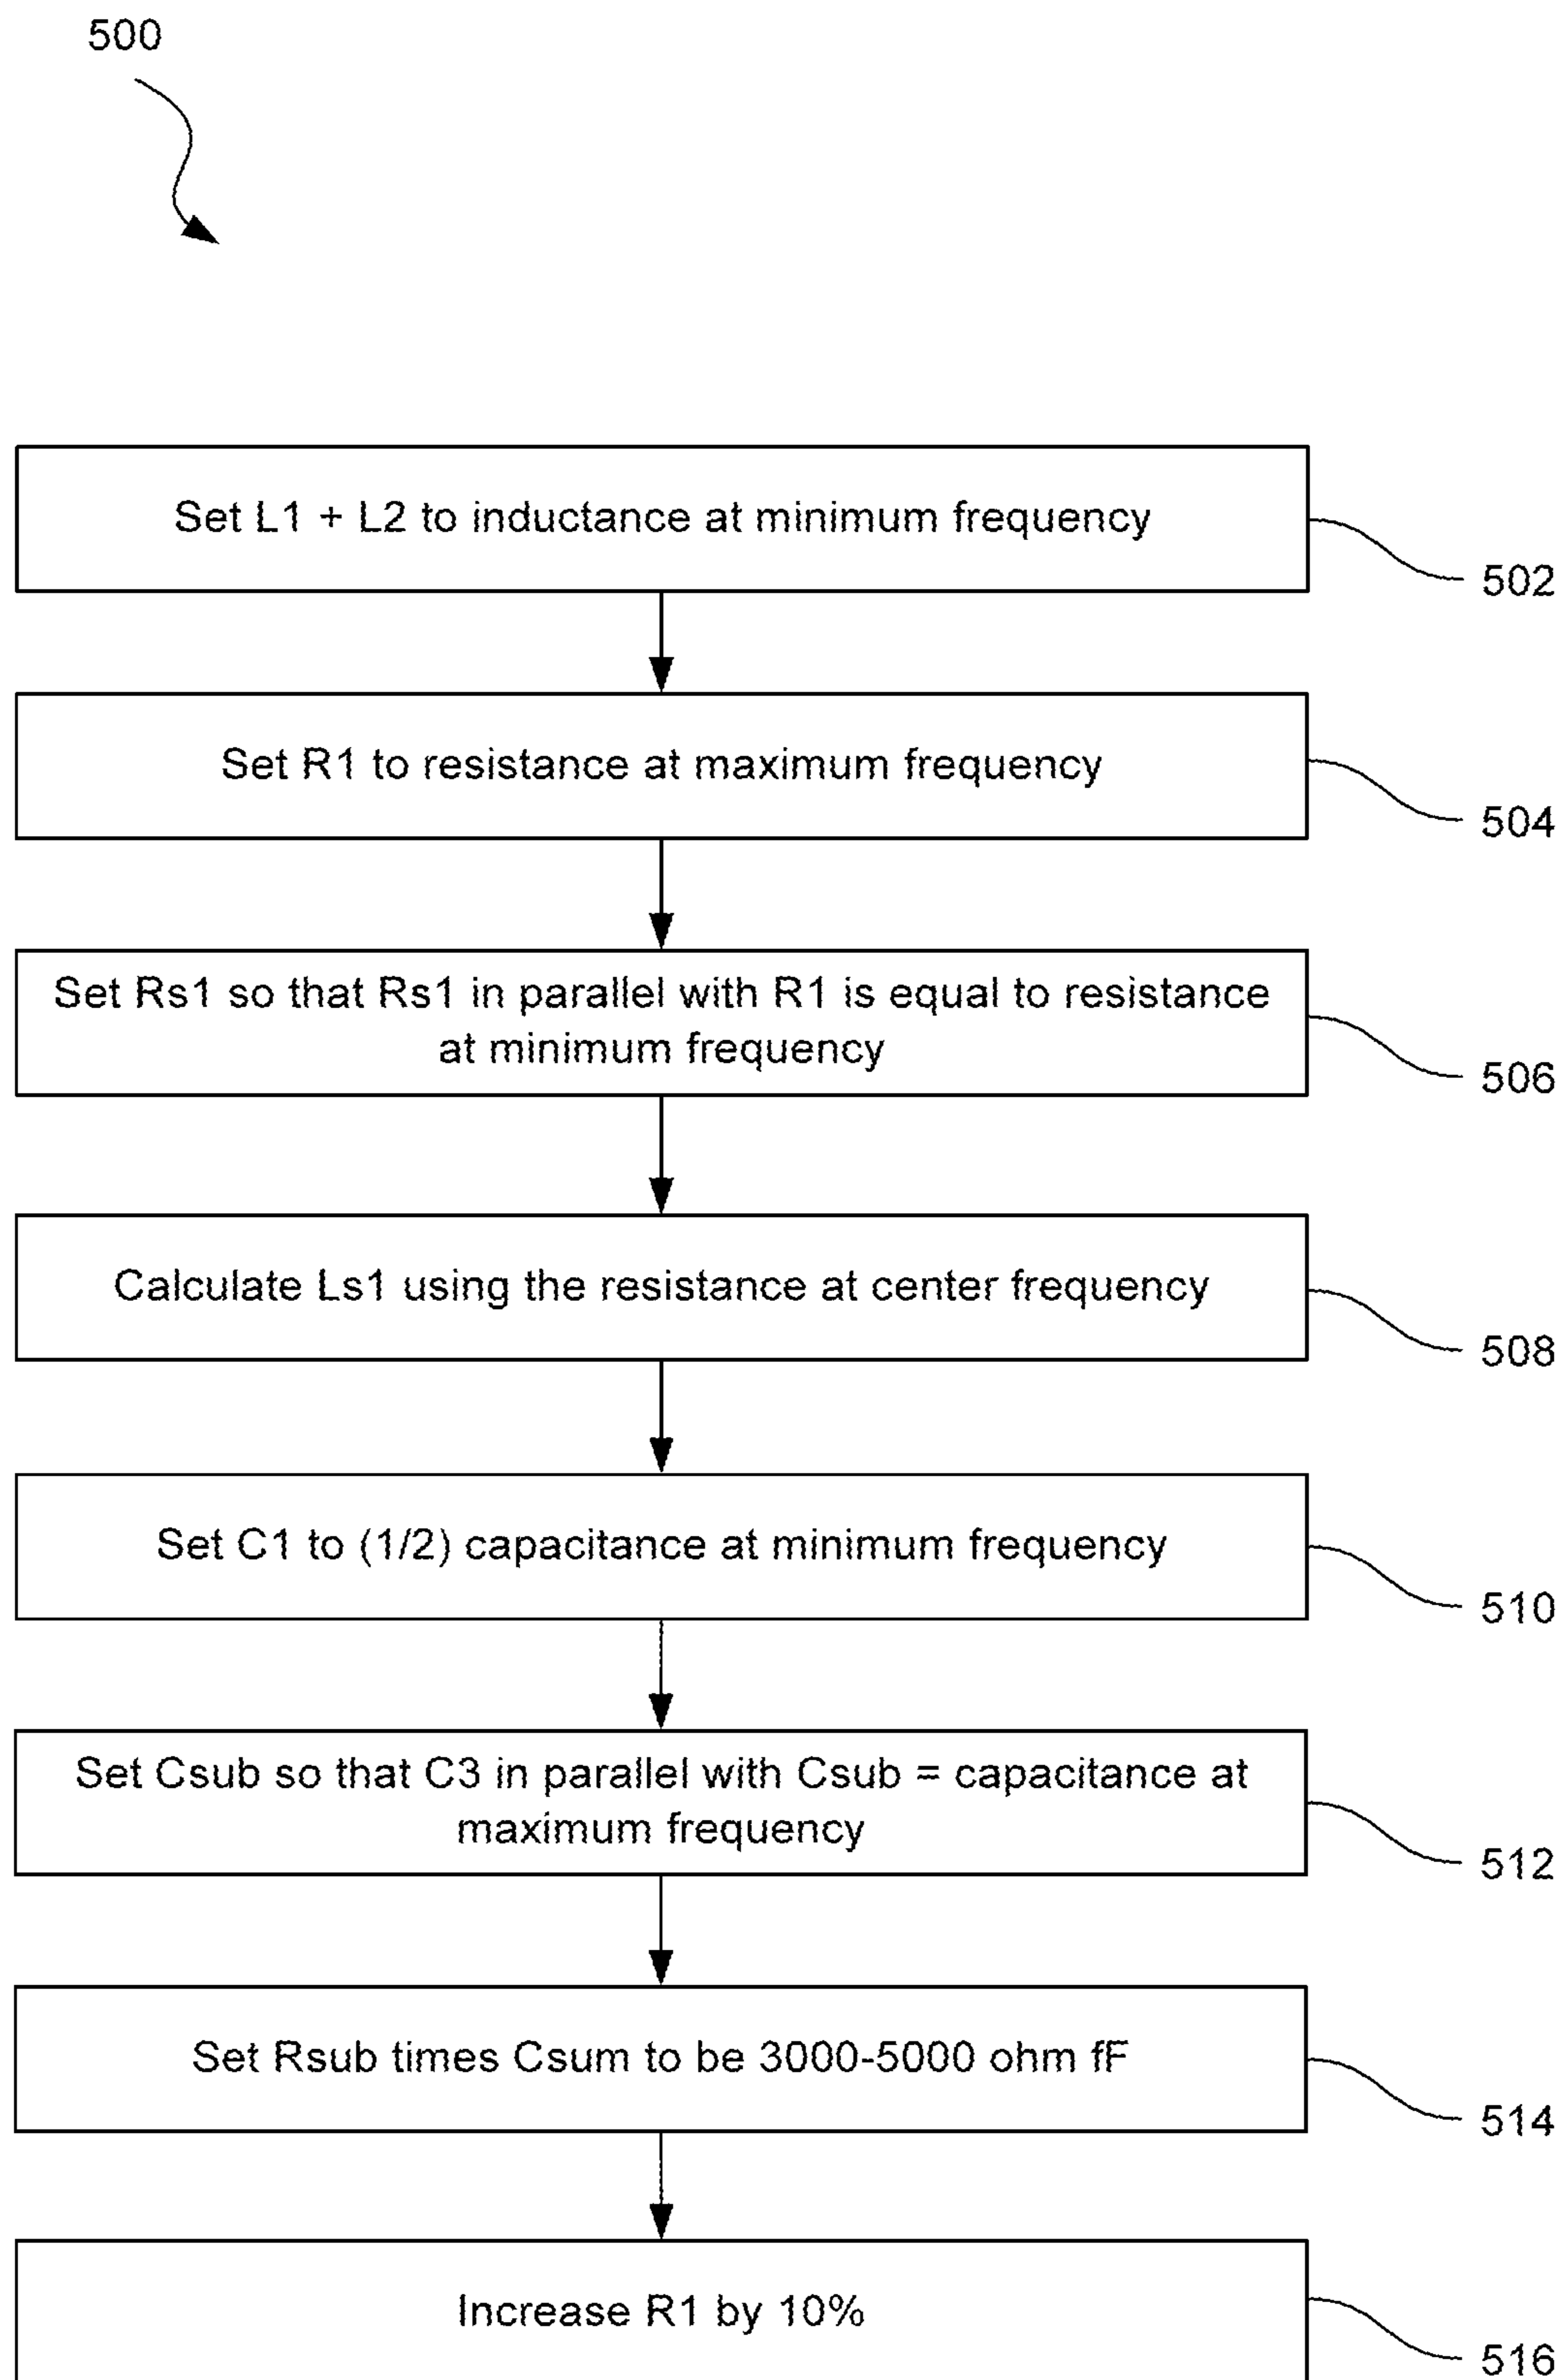 500
Set L1 + L2 to inductance at minimum frequency
502
Set R1 to resistance at maximum frequency
504
Set Rs1 so that Rs1 in parallel with R1 is equal to resistance
at minimum frequency
506
Calculate Ls1 using the resistance at center frequency
508
Set C1 to (1/2) capacitance at minimum frequency
510
Set Csub so that C3 in parallel with Csub = capacitance at
maximum frequency
512
Set Rsub times Csum to be 3000-5000 ohm fF
514
Increase R1 by 10%
516